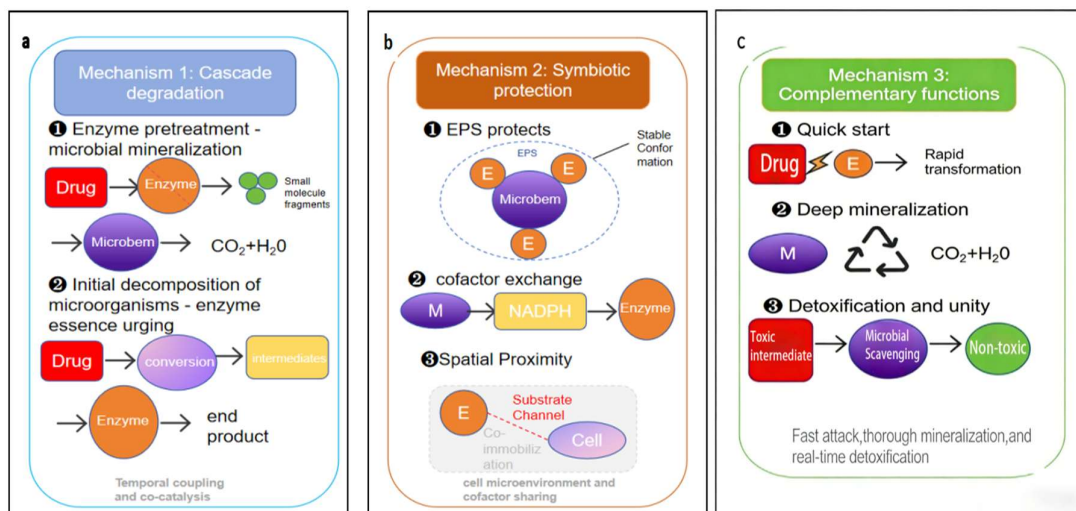 a
Mechanism 1: Cascade
degradation
❶ Enzyme pretreatment -
microbial mineralization
Drug
Enzyme
Small
molecule
fragments
Microbem
CO₂+H₂0
❷ Initial decomposition of
microorganisms - enzyme
essence urging
Drug
conversion
intermediates
Enzyme
end
product
Temporal coupling
and co-catalysis
b
Mechanism 2: Symbiotic
protection
❶ EPS protects
EPS
Stable
Confor
mation
E
E
Microbem
E
❷ cofactor exchange
M
NADPH
Enzyme
❸Spatial Proximity
E
Substrate
Channel
Co-
immobiliz
ation
Cell
cell microenvironment and
cofactor sharing
c
Mechanism 3:
Complementary functions
❶ Quick start
Drug
E
Rapid
transformation
❷ Deep mineralization
M
CO₂+H₂0
❸ Detoxification and unity
Toxic
intermediate
Microbial
Scavenging
Non-toxic
Fast attack,thorough mineralization,and
real-time detoxification